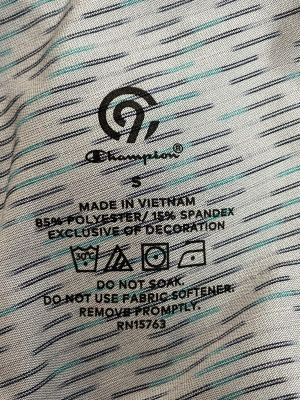 Champion®
S
MADE IN VIETNAM
85% POLYESTER/ 15% SPANDEX
EXCLUSIVE OF DECORATION
30°C
DO NOT SOAK.
DO NOT USE FABRIC SOFTENER.
REMOVE PROMPTLY.
RN15763